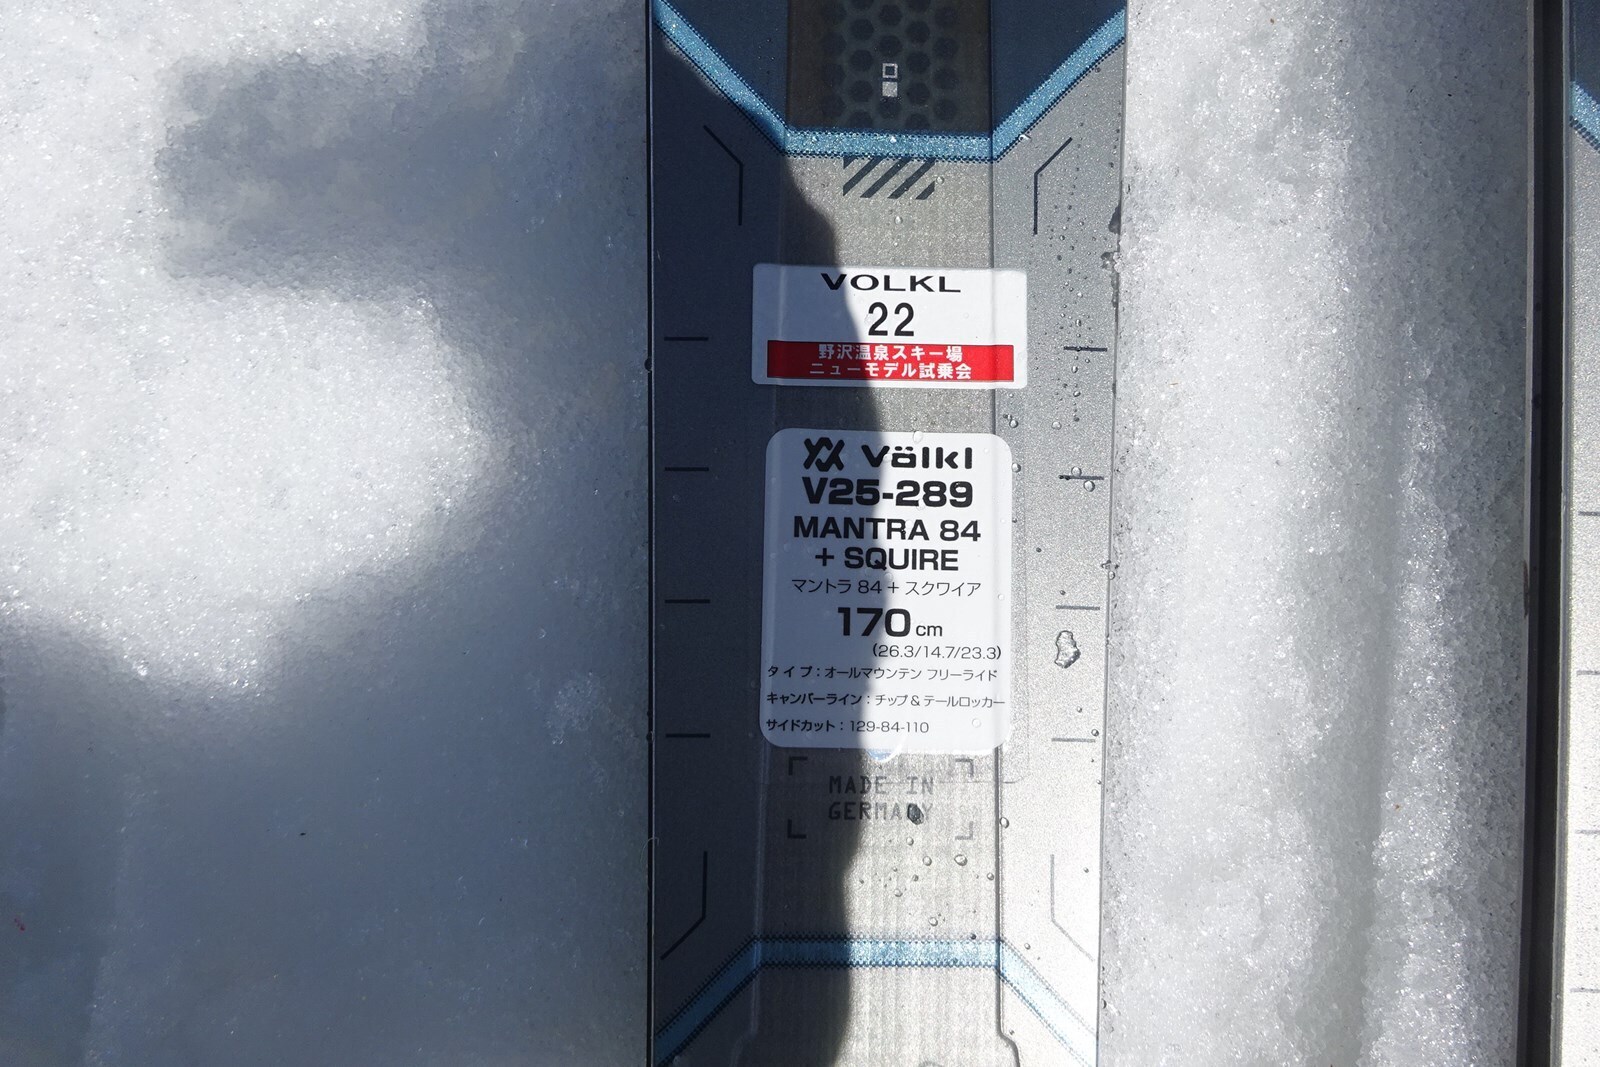 VOLKL
22
野沢温泉スキー場
ニューモデル試乗会
Völkl
V25-289
MANTRA 84
+ SQUIRE
マントラ 84 + スクワイア
170 cm
(26.3/14.7/23.3)
タイプ：オールマウンテン フリーライド
キャンバーライン：チップ&テールロッカー
サイドカット：129-84-110
MADE IN
GERMANY